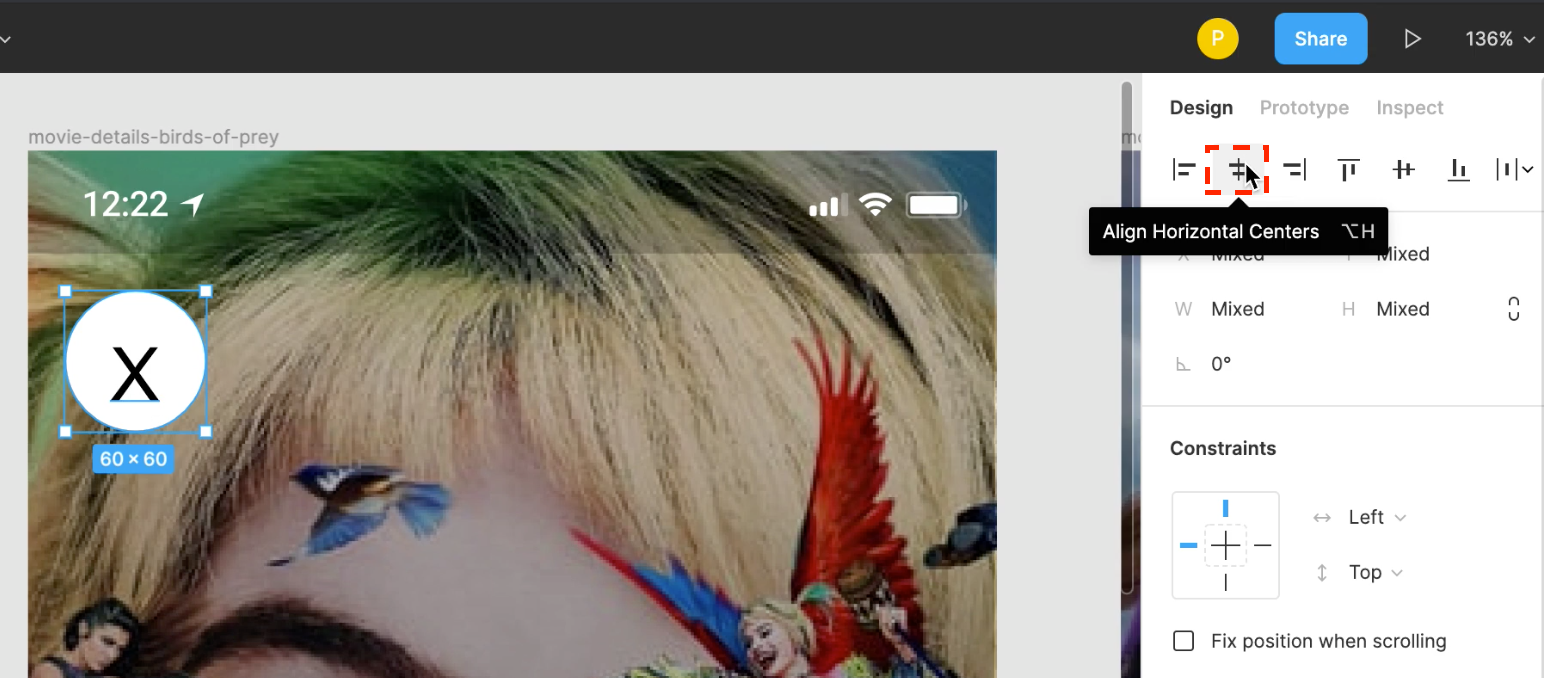 P Share 136%
Design Prototype Inspect
movie-details-birds-of-prey
12:22
Align Horizontal Centers ⌥H
Mixed Mixed
W Mixed H Mixed
0°
X
60 × 60
Constraints
Left
Top
Fix position when scrolling